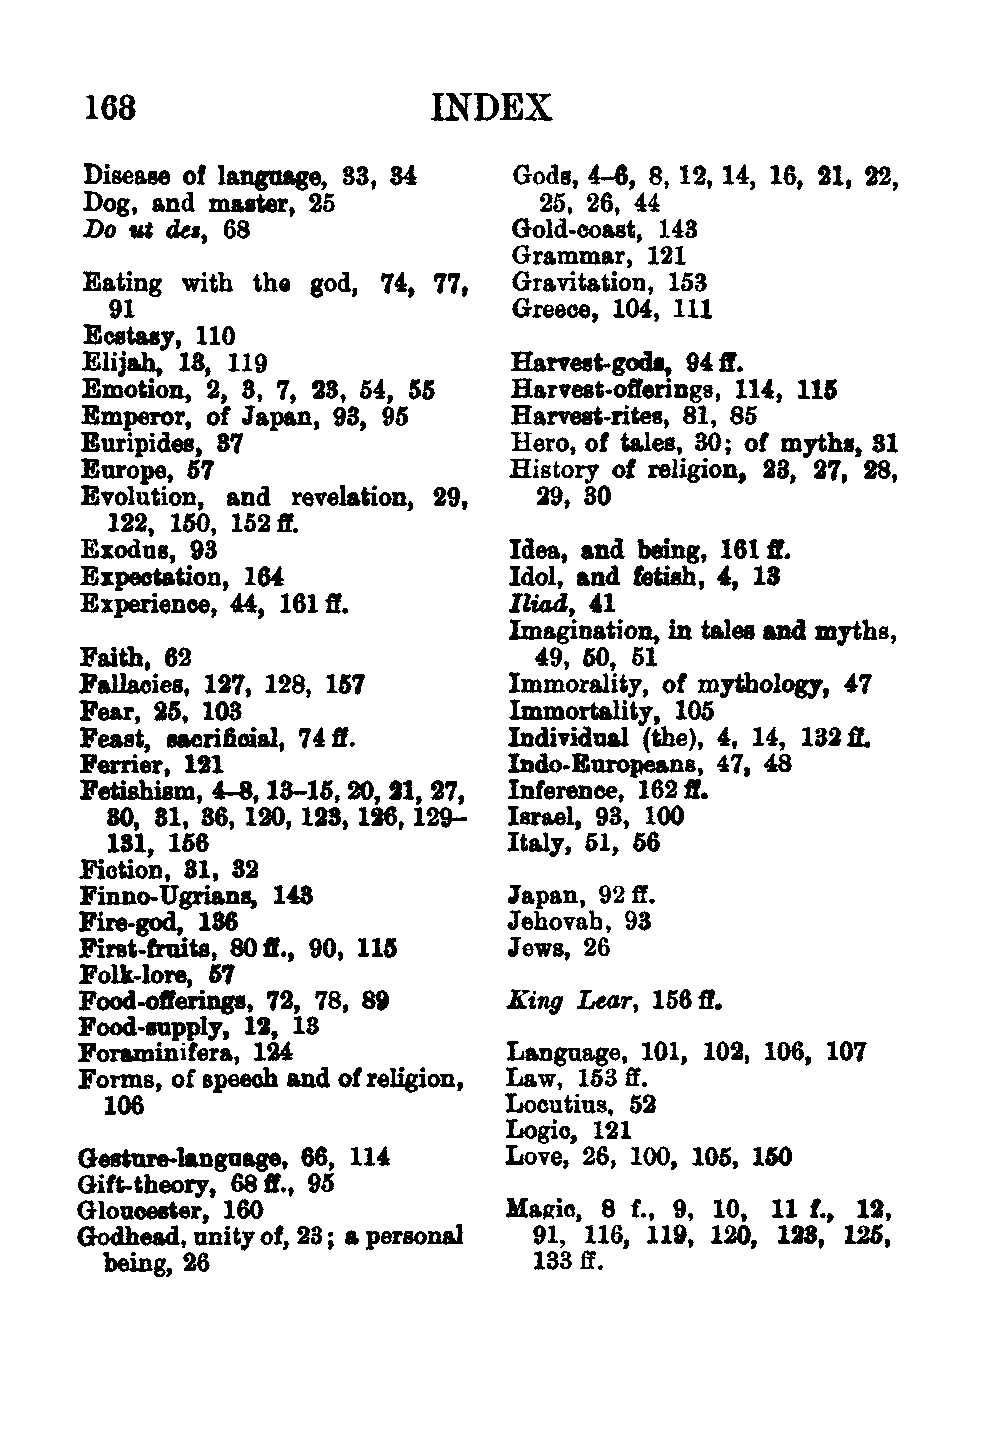 168 INDEX
Disease of language, 33, 34
Dog, and master, 25
Do ut des, 68
Eating with the god, 74, 77,
91
Ecstasy, 110
Elijah, 18, 119
Emotion, 2, 3, 7, 23, 54, 55
Emperor, of Japan, 93, 95
Euripides, 37
Europe, 57
Evolution, and revelation, 29,
122, 150, 152 ff.
Exodus, 93
Expectation, 164
Experience, 44, 161 ff.
Faith, 62
Fallacies, 127, 128, 157
Fear, 25, 103
Feast, sacrificial, 74 ff.
Ferrier, 121
Fetishism, 4–8, 13–15, 20, 21, 27,
30, 31, 36, 120, 123, 126, 129–
131, 156
Fiction, 31, 32
Finno-Ugrians, 143
Fire-god, 136
First-fruits, 80 ff., 90, 115
Folk-lore, 57
Food-offerings, 72, 78, 89
Food-supply, 12, 13
Foraminifera, 124
Forms, of speech and of religion,
106
Gesture-language, 66, 114
Gift-theory, 68 ff., 95
Gloucester, 160
Godhead, unity of, 23; a personal
being, 26
Gods, 4–6, 8, 12, 14, 16, 21, 22,
25, 26, 44
Gold-coast, 143
Grammar, 121
Gravitation, 153
Greece, 104, 111
Harvest-gods, 94 ff.
Harvest-offerings, 114, 115
Harvest-rites, 81, 85
Hero, of tales, 30; of myths, 31
History of religion, 23, 27, 28,
29, 30
Idea, and being, 161 ff.
Idol, and fetish, 4, 13
Iliad, 41
Imagination, in tales and myths,
49, 50, 51
Immorality, of mythology, 47
Immortality, 105
Individual (the), 4, 14, 132 ff.
Indo-Europeans, 47, 48
Inference, 162 ff.
Israel, 93, 100
Italy, 51, 56
Japan, 92 ff.
Jehovah, 93
Jews, 26
King Lear, 156 ff.
Language, 101, 102, 106, 107
Law, 153 ff.
Locutius, 52
Logic, 121
Love, 26, 100, 105, 150
Magic, 8 f., 9, 10, 11 f., 12,
91, 116, 119, 120, 123, 125,
133 ff.